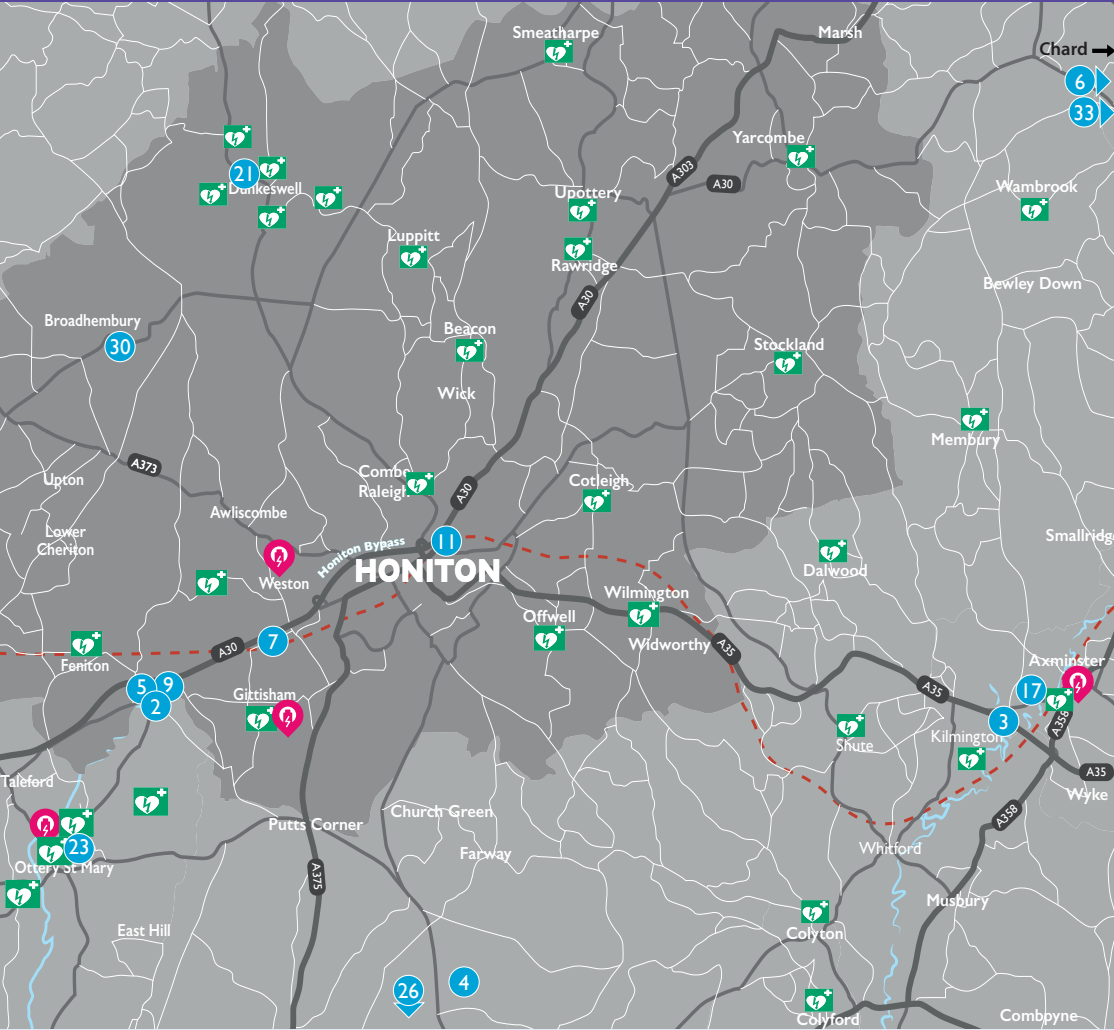 Smeatharpe
Marsh
Chard
6
33
Yarcombe
A303
A30
21
Dunkeswell
Upottery
Wambrook
Luppitt
Rawridge
Bewley Down
A30
Broadhembury
30
Beacon
Stockland
Wick
Membury
A373
Upton
Combe
Raleigh
A30
Cotleigh
Awliscombe
Lower
Cheriton
Honiton Bypass
11
HONITON
Smallridge
Dalwood
Weston
Wilmington
Offwell
Widworthy
A35
7
A30
Feniton
Axminster
5
9
2
Gittisham
A35
17
3
A358
Kilmington
Shute
A35
Taleford
Wyke
Putts Corner
Church Green
A358
23
Ottery St Mary
Farway
Whitford
A375
Musbury
East Hill
Colyton
4
26
Colyford
Combpyne